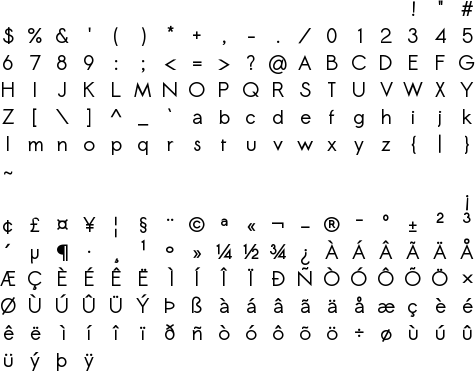 ! " #
$ % & ' ( ) * + , - . / 0 1 2 3 4 5
6 7 8 9 : ; < = > ? @ A B C D E F G
H I J K L M N O P Q R S T U V W X Y
Z [ \ ] ^ _ ` a b c d e f g h i j k
l m n o p q r s t u v w x y z { | }
~
¡
¢ £ ¤ ¥ ¦ § ¨ © ª « ¬ - ® ¯ ° ± ² ³
´ µ ¶ · ¸ ¹ º » ¼ ½ ¾ ¿ À Á Â Ã Ä Å
Æ Ç È É Ê Ë Ì Í Î Ï Ð Ñ Ò Ó Ô Õ Ö ×
Ø Ù Ú Û Ü Ý Þ ß à á â ã ä å æ ç è é
ê ë ì í î ï ð ñ ò ó ô õ ö ÷ ø ù ú û
ü ý þ ÿ